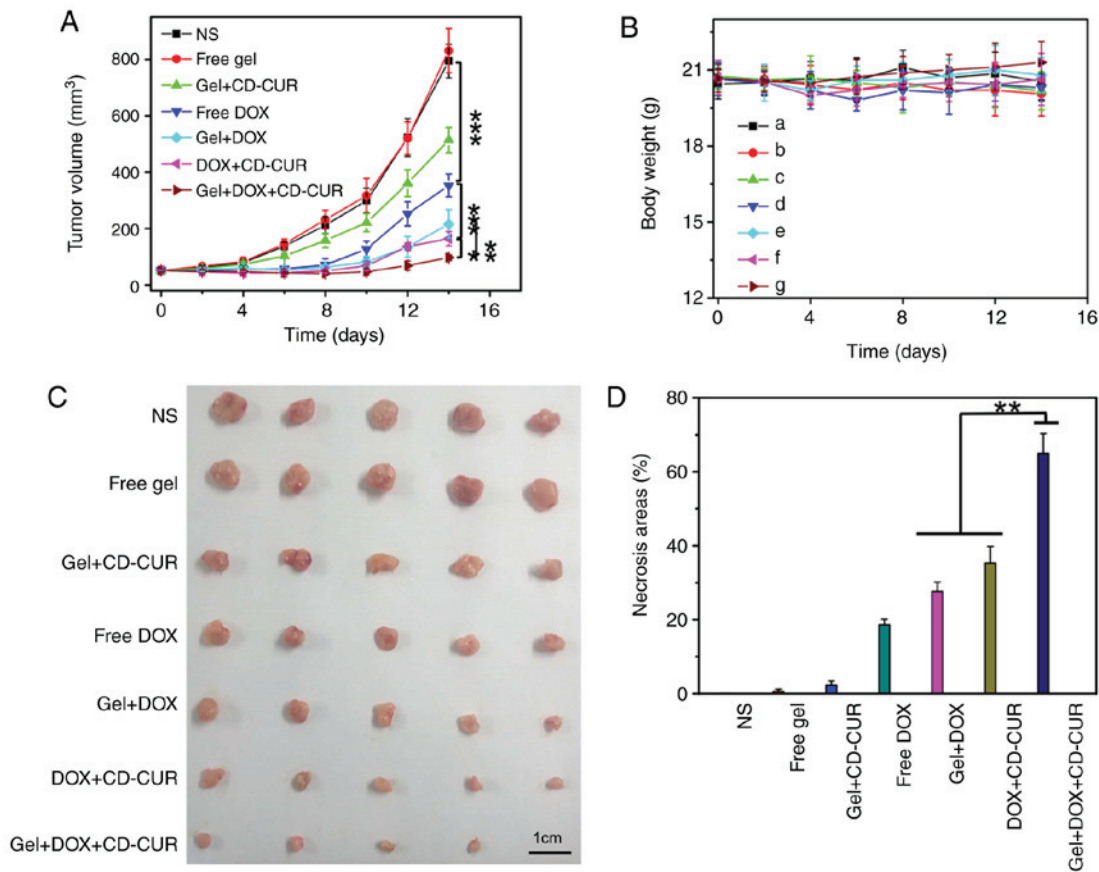 A
NS
Free gel
Gel+CD-CUR
Free DOX
Gel+DOX
DOX+CD-CUR
Gel+DOX+CD-CUR
Tumor volume (mm³)
800
600
400
200
0
0 4 8 12 16
Time (days)
***
***
**
*
B
Body weight (g)
21
18
15
12
a
b
c
d
e
f
g
0 4 8 12 16
Time (days)
C
NS
Free gel
Gel+CD-CUR
Free DOX
Gel+DOX
DOX+CD-CUR
Gel+DOX+CD-CUR
1cm
D
Necrosis areas (%)
80
60
40
20
0
**
NS
Free gel
Gel+CD-CUR
Free DOX
Gel+DOX
DOX+CD-CUR
Gel+DOX+CD-CUR